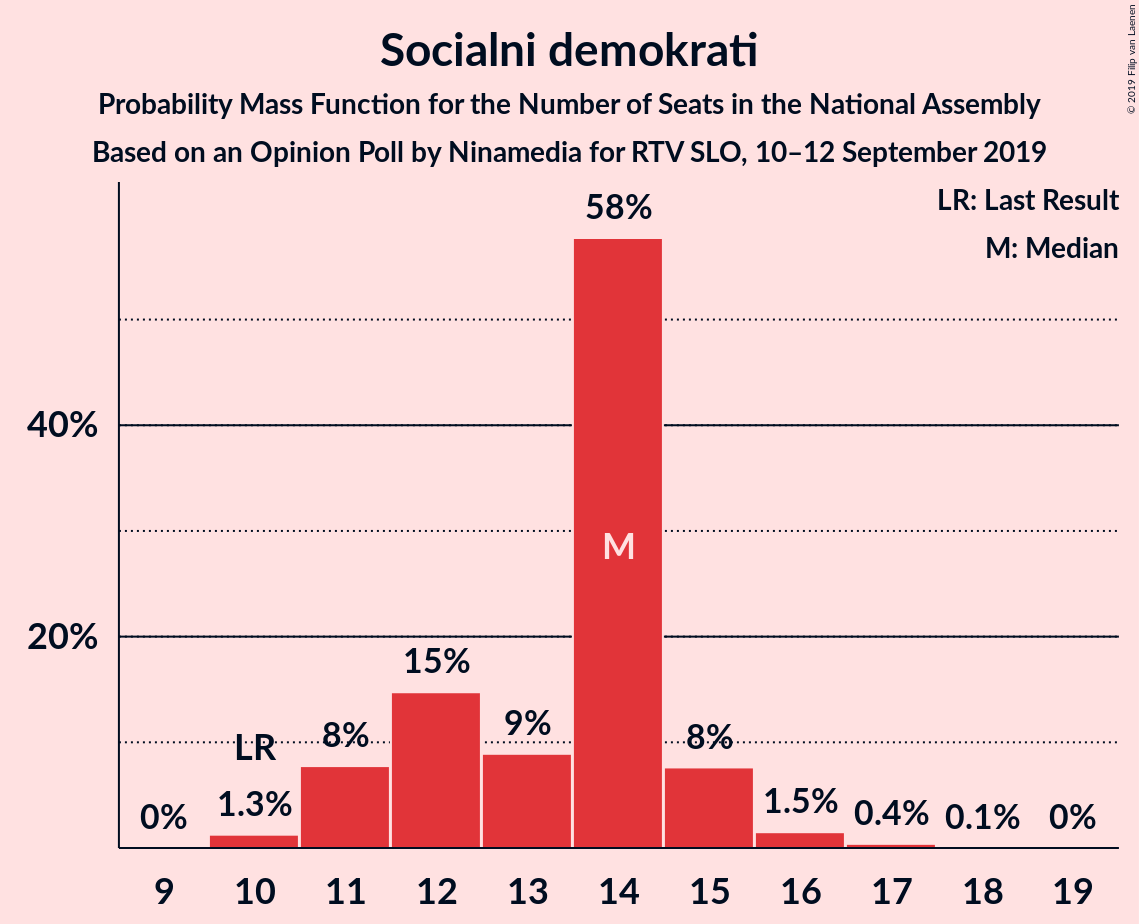 Socialni demokrati
Probability Mass Function for the Number of Seats in the National Assembly
Based on an Opinion Poll by Ninamedia for RTV SLO, 10–12 September 2019
© 2019 Filip van Laenen
LR: Last Result
M: Median
58%
40%
M
20%
15%
9%
8%
8%
LR
1.3%
1.5%
0%
0.4%
0.1%
0%
9 10 11 12 13 14 15 16 17 18 19